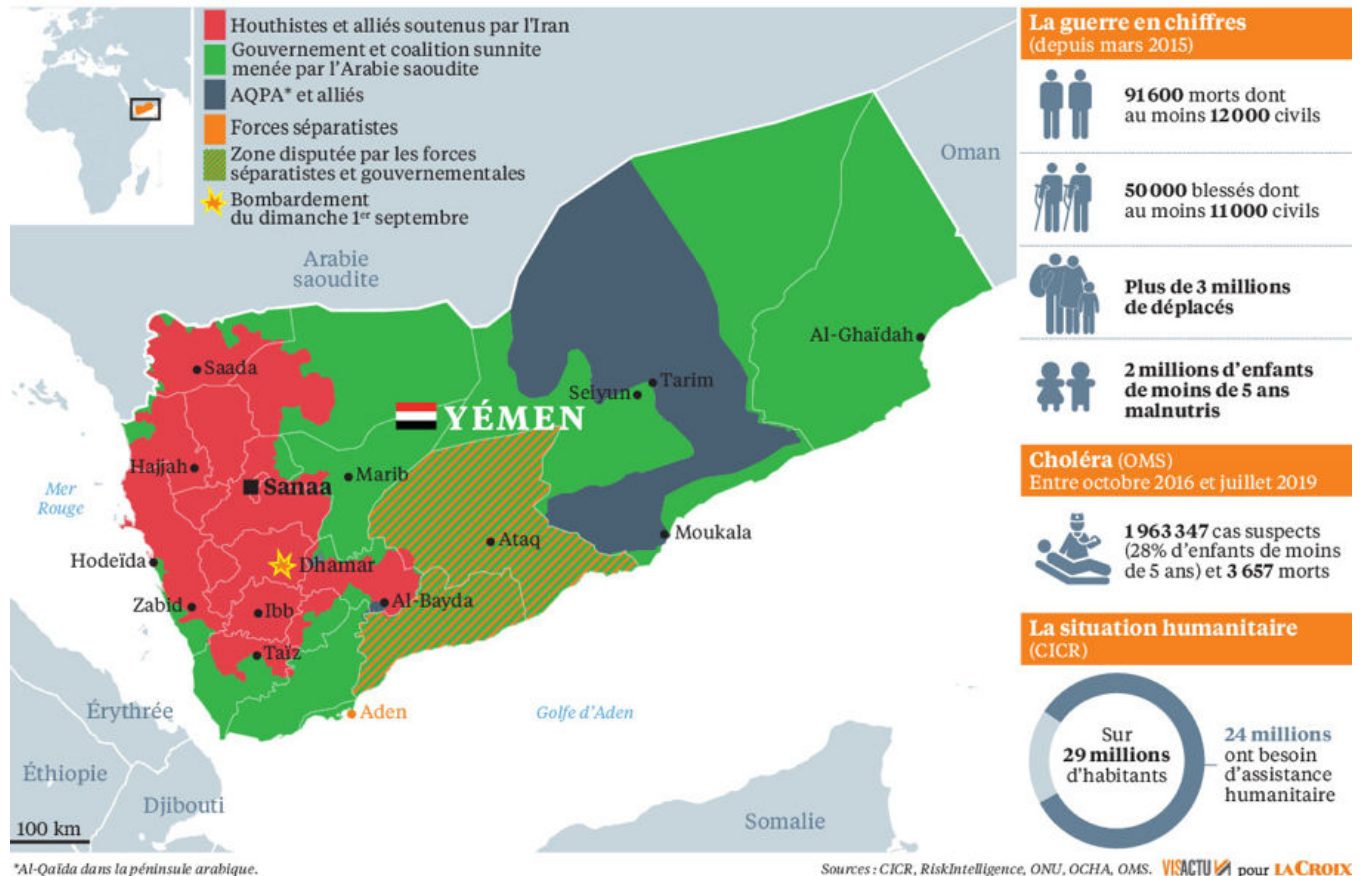 Houthistes et alliés soutenus par l'Iran
Gouvernement et coalition sunnite
menée par l'Arabie saoudite
AQPA* et alliés
Forces séparatistes
Zone disputée par les forces
séparatistes et gouvernementales
Bombardement
du dimanche 1er septembre
Oman
Arabie
saoudite
Al-Ghaïdah
Saada
Seiyun
Tarim
YÉMEN
Hajjah
Marib
Mer
Rouge
Sanaa
Moukala
Ataq
Hodeïda
Dhamar
Zabid
Ibb
Al-Bayda
Taïz
Aden
Golfe d'Aden
Érythrée
Éthiopie
Djibouti
Somalie
100 km
La guerre en chiffres
(depuis mars 2015)
91 600 morts dont
au moins 12 000 civils
50 000 blessés dont
au moins 11 000 civils
Plus de 3 millions
de déplacés
2 millions d'enfants
de moins de 5 ans
malnutris
Choléra (OMS)
Entre octobre 2016 et juillet 2019
1 963 347 cas suspects
(28% d'enfants de moins
de 5 ans) et 3 657 morts
La situation humanitaire
(CICR)
Sur
29 millions
d'habitants
24 millions
ont besoin
d'assistance
humanitaire
*Al-Qaïda dans la péninsule arabique.
Sources : CICR, RiskIntelligence, ONU, OCHA, OMS. VISACTU pour LA CROIX